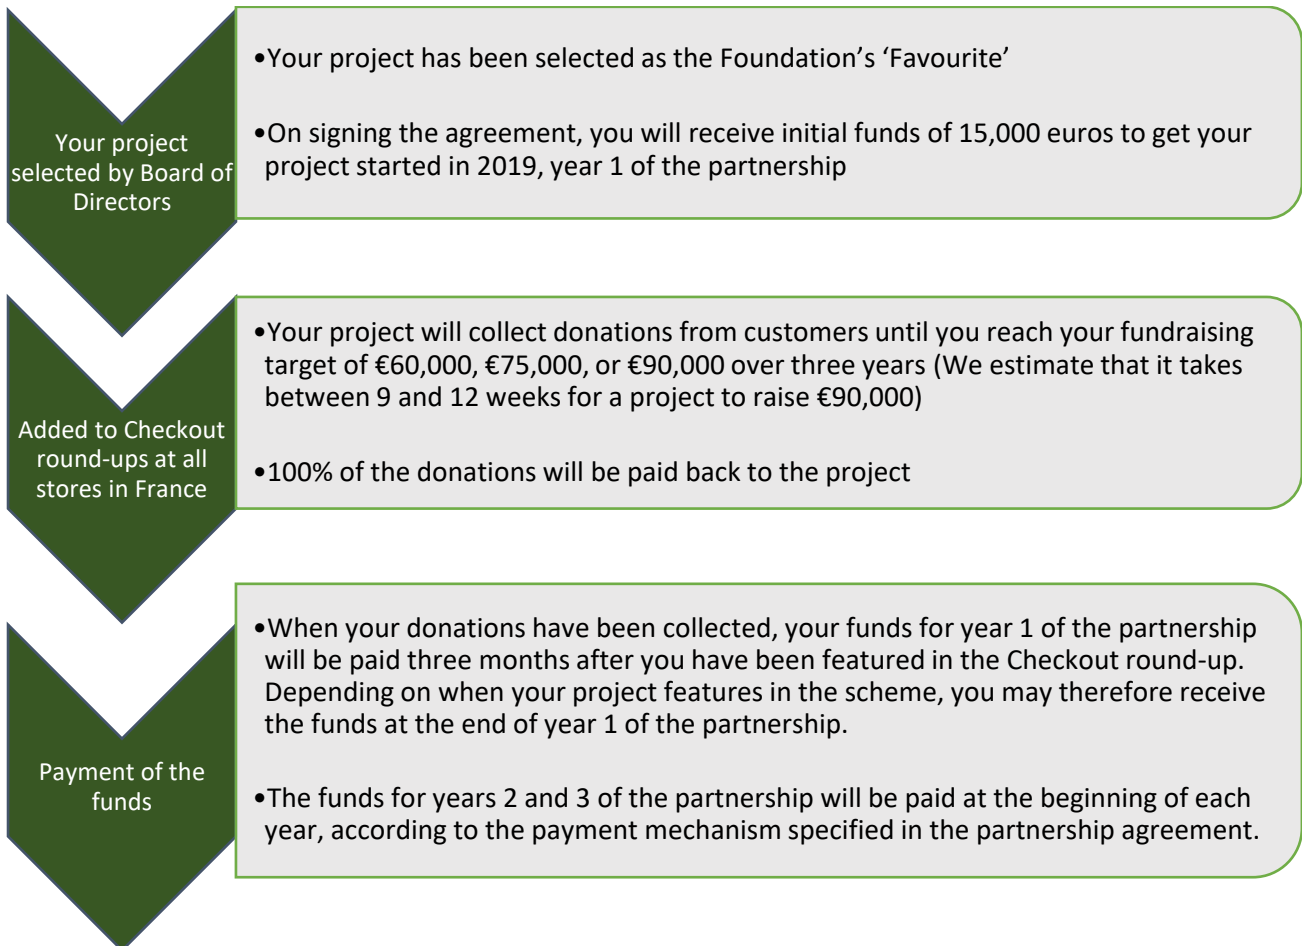 Your project
selected by Board of
Directors
•Your project has been selected as the Foundation’s ‘Favourite’
•On signing the agreement, you will receive initial funds of 15,000 euros to get your
project started in 2019, year 1 of the partnership
Added to Checkout
round-ups at all
stores in France
•Your project will collect donations from customers until you reach your fundraising
target of €60,000, €75,000, or €90,000 over three years (We estimate that it takes
between 9 and 12 weeks for a project to raise €90,000)
•100% of the donations will be paid back to the project
Payment of the
funds
•When your donations have been collected, your funds for year 1 of the partnership
will be paid three months after you have been featured in the Checkout round-up.
Depending on when your project features in the scheme, you may therefore receive
the funds at the end of year 1 of the partnership.
•The funds for years 2 and 3 of the partnership will be paid at the beginning of each
year, according to the payment mechanism specified in the partnership agreement.